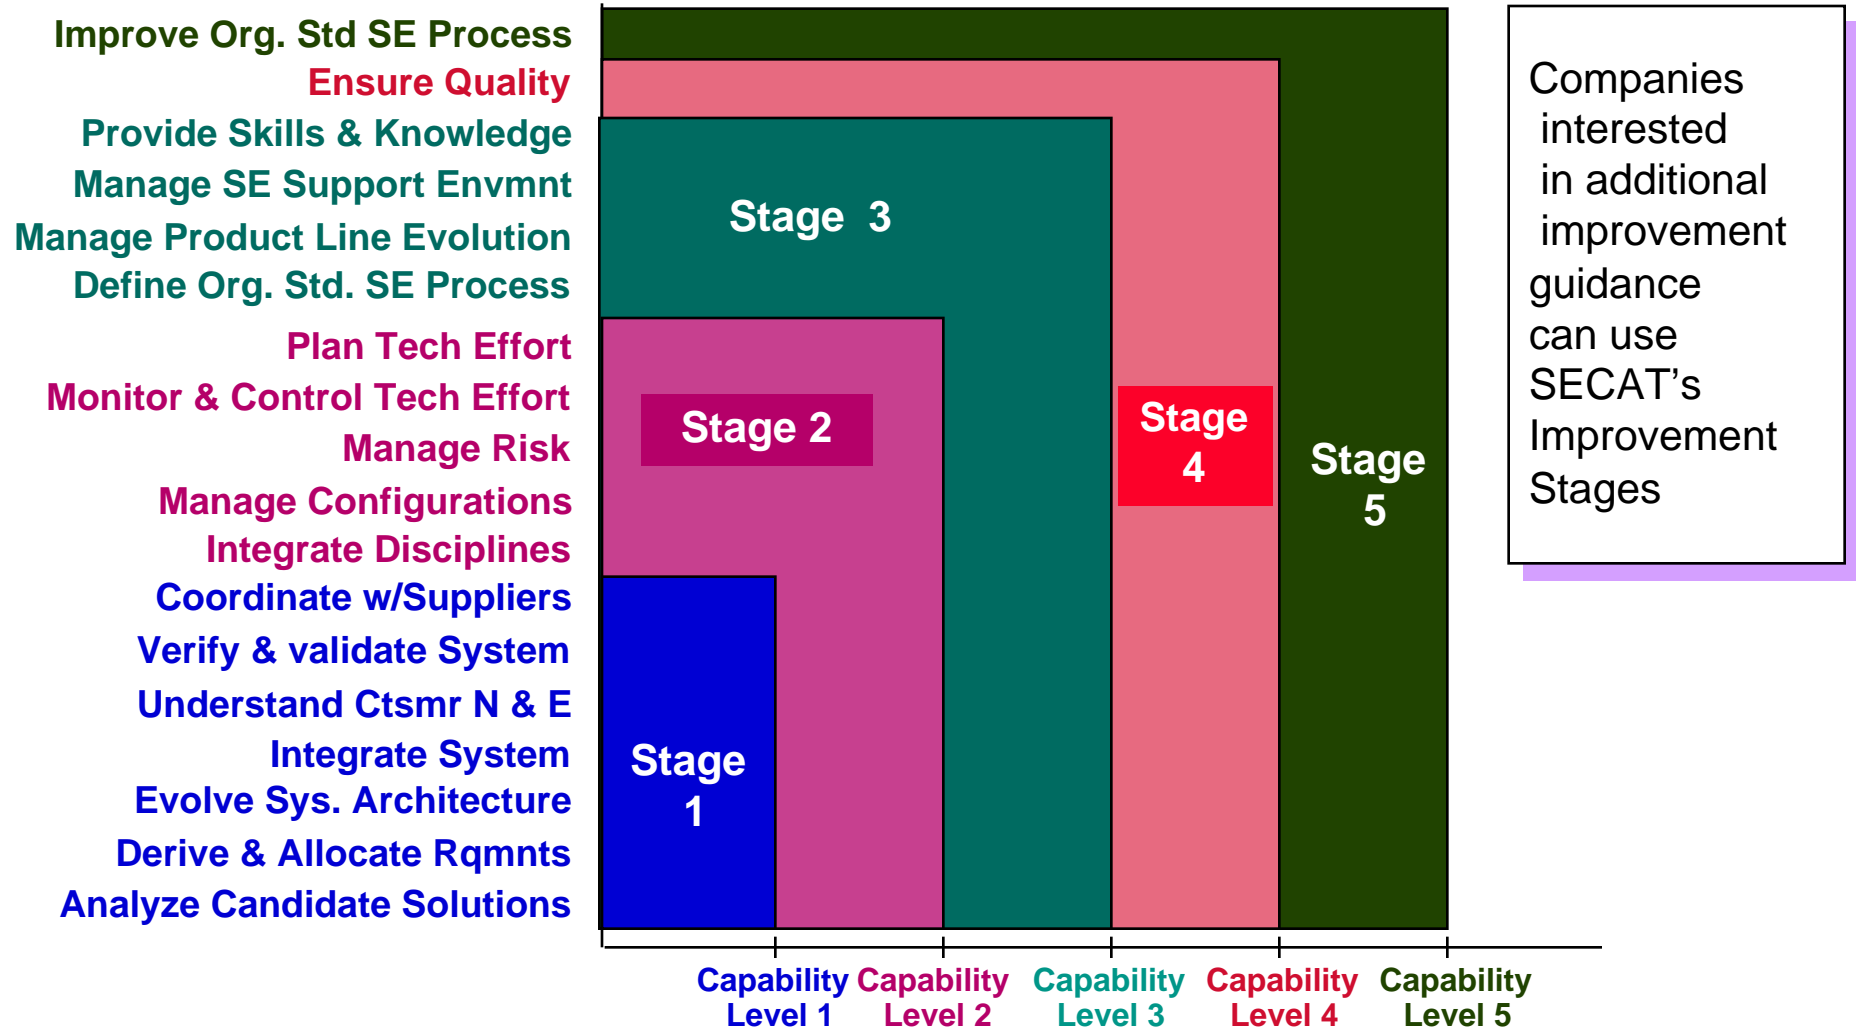 Improve Org. Std SE Process
Ensure Quality
Provide Skills & Knowledge
Manage SE Support Envmnt
Manage Product Line Evolution
Define Org. Std. SE Process
Plan Tech Effort
Monitor & Control Tech Effort
Manage Risk
Manage Configurations
Integrate Disciplines
Coordinate w/Suppliers
Verify & validate System
Understand Ctsmr N & E
Integrate System
Evolve Sys. Architecture
Derive & Allocate Rqmnts
Analyze Candidate Solutions
Stage 3
Stage 2
Stage
1
Stage
4
Stage
5
Capability
Level 1
Capability
Level 2
Capability
Level 3
Capability
Level 4
Capability
Level 5
Companies
interested
in additional
improvement
guidance
can use
SECAT’s
Improvement
Stages